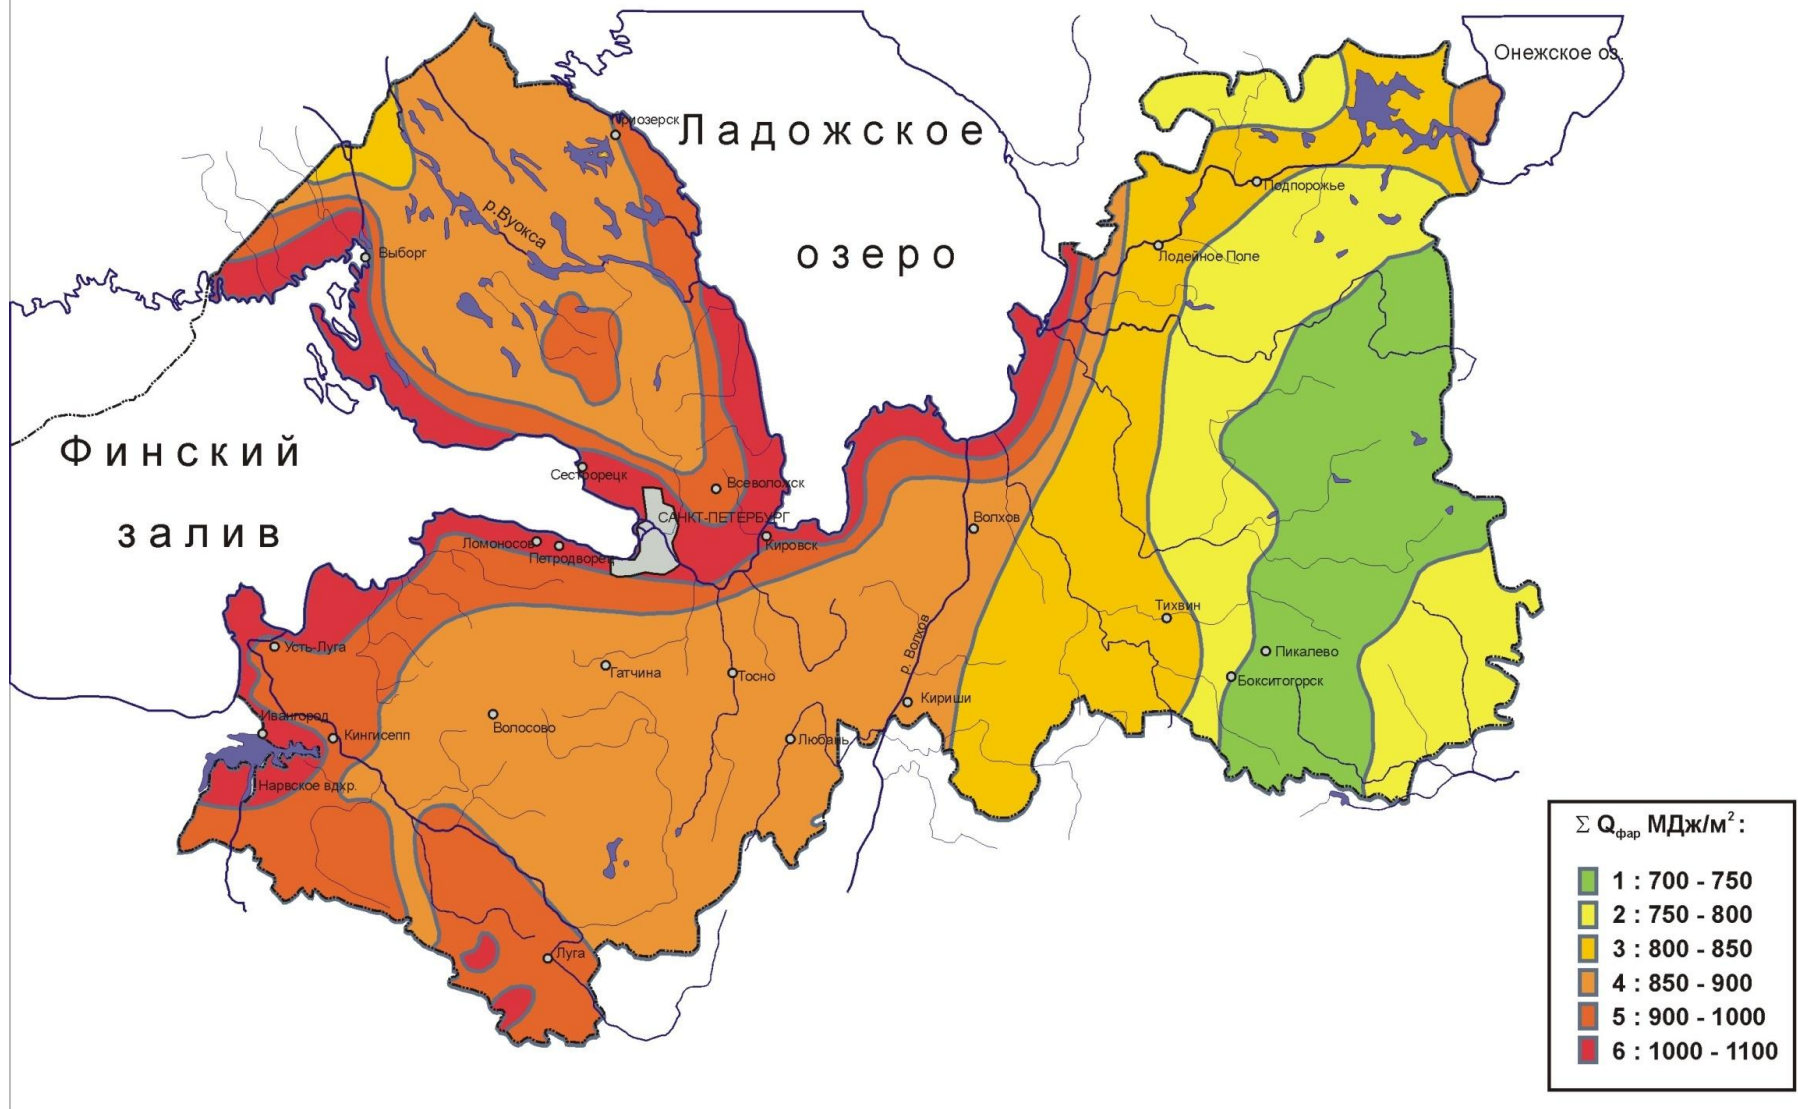 Онежское оз.
Приозерск
Ладожское
озеро
Подпорожье
р.Вуокса
Выборг
Лодейное Поле
Финский
залив
Сестрорецк
Всеволожск
САНКТ-ПЕТЕРБУРГ
Волхов
Ломоносов
Петродворец
Кировск
Тихвин
р. Волхов
Усть-Луга
Гатчина
Тосно
Пикалево
Бокситогорск
Кириши
Ивангород
Кингисепп
Волосово
Любань
Нарвское вдхр.
Луга
Σ Qфар МДж/м²:
1 : 700 - 750
2 : 750 - 800
3 : 800 - 850
4 : 850 - 900
5 : 900 - 1000
6 : 1000 - 1100